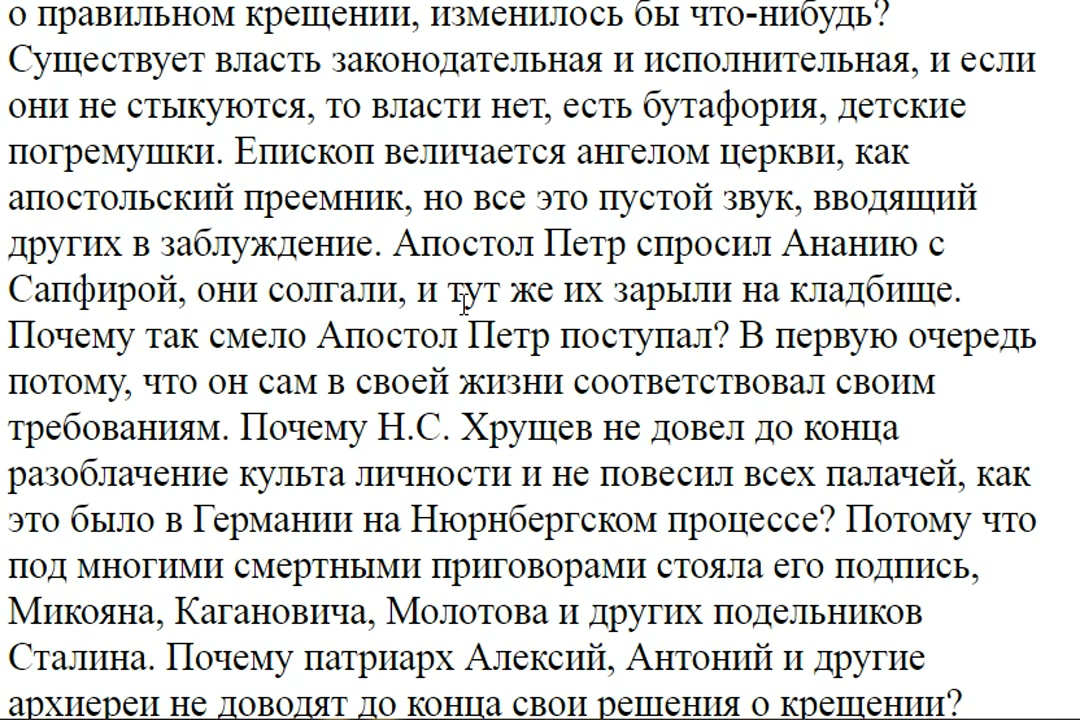 о правильном крещении, изменилось бы что-нибудь?
Существует власть законодательная и исполнительная, и если
они не стыкуются, то власти нет, есть бутафория, детские
погремушки. Епископ величается ангелом церкви, как
апостольский преемник, но все это пустой звук, вводящий
других в заблуждение. Апостол Петр спросил Ананию с
Сапфирой, они солгали, и тут же их зарыли на кладбище.
Почему так смело Апостол Петр поступал? В первую очередь
потому, что он сам в своей жизни соответствовал своим
требованиям. Почему Н.С. Хрущев не довел до конца
разоблачение культа личности и не повесил всех палачей, как
это было в Германии на Нюрнбергском процессе? Потому что
под многими смертными приговорами стояла его подпись,
Микояна, Кагановича, Молотова и других подельников
Сталина. Почему патриарх Алексий, Антоний и другие
архиереи не доводят до конца свои решения о крещении?